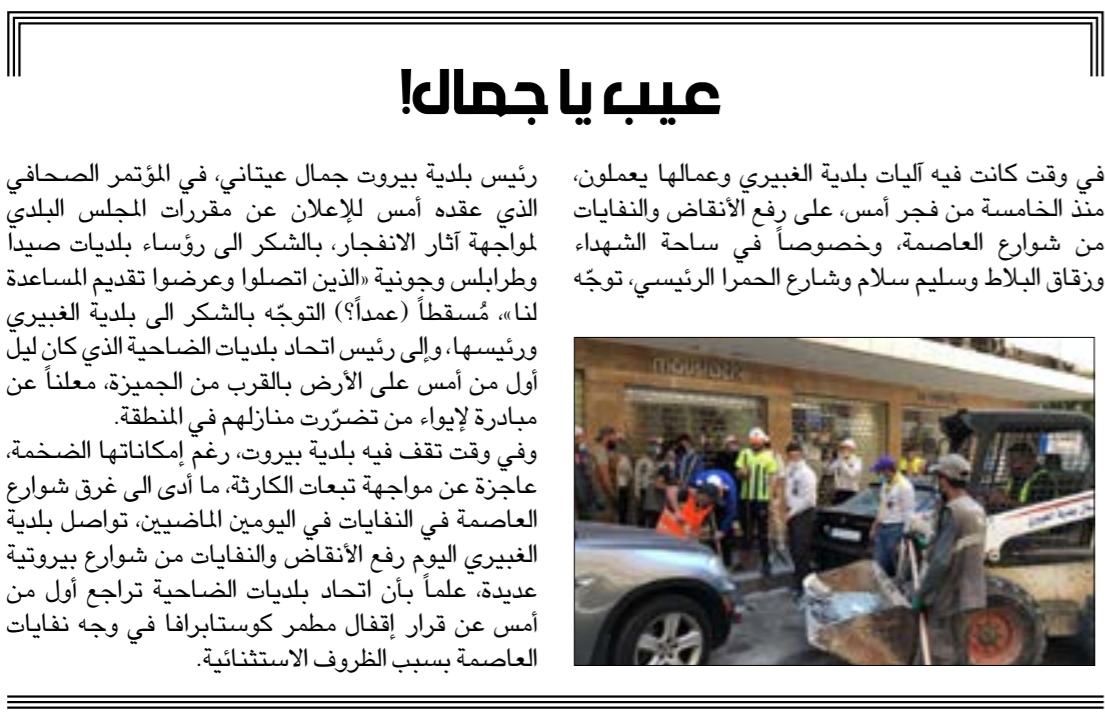 عيب يا جمال!
في وقت كانت فيه آليات بلدية الغبيري وعمالها يعملون،
منذ الخامسة من فجر أمس، على رفع الأنقاض والنفايات
من شوارع العاصمة، وخصوصاً في ساحة الشهداء
وزقاق البلاط وسليم سلام وشارع الحمرا الرئيسي، توجّه
رئيس بلدية بيروت جمال عيتاني، في المؤتمر الصحافي
الذي عقده أمس للإعلان عن مقررات المجلس البلدي
لمواجهة آثار الانفجار، بالشكر الى رؤساء بلديات صيدا
وطرابلس وجونية «الذين اتصلوا وعرضوا تقديم المساعدة
لنا»، مُسقطاً (عمداً؟) التوجّه بالشكر الى بلدية الغبيري
ورئيسها، وإلى رئيس اتحاد بلديات الضاحية الذي كان ليل
أول من أمس على الأرض بالقرب من الجميزة، معلناً عن
مبادرة لإيواء من تضرّرت منازلهم في المنطقة.
وفي وقت تقف فيه بلدية بيروت، رغم إمكاناتها الضخمة،
عاجزة عن مواجهة تبعات الكارثة، ما أدى الى غرق شوارع
العاصمة في النفايات في اليومين الماضيين، تواصل بلدية
الغبيري اليوم رفع الأنقاض والنفايات من شوارع بيروتية
عديدة، علماً بأن اتحاد بلديات الضاحية تراجع أول من
أمس عن قرار إقفال مطمر كوستابرافا في وجه نفايات
العاصمة بسبب الظروف الاستثنائية.